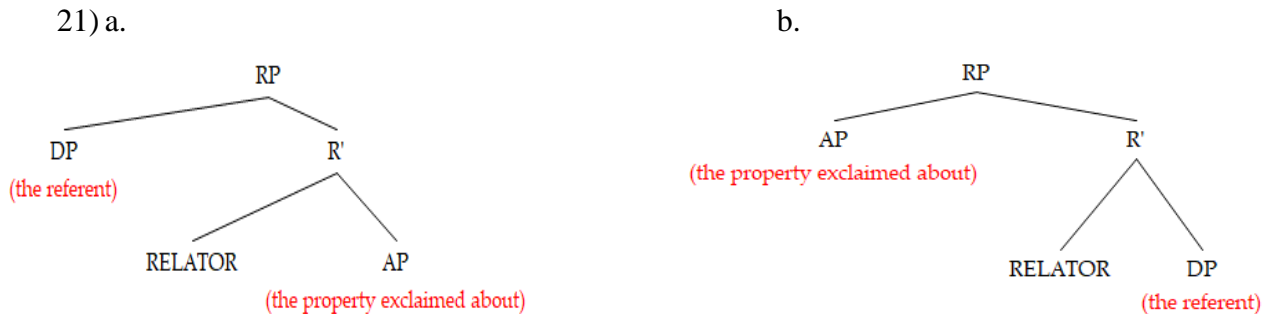 21) a.
b.
RP
DP
(the referent)
R'
RELATOR
AP
(the property exclaimed about)
RP
AP
(the property exclaimed about)
R'
RELATOR
DP
(the referent)